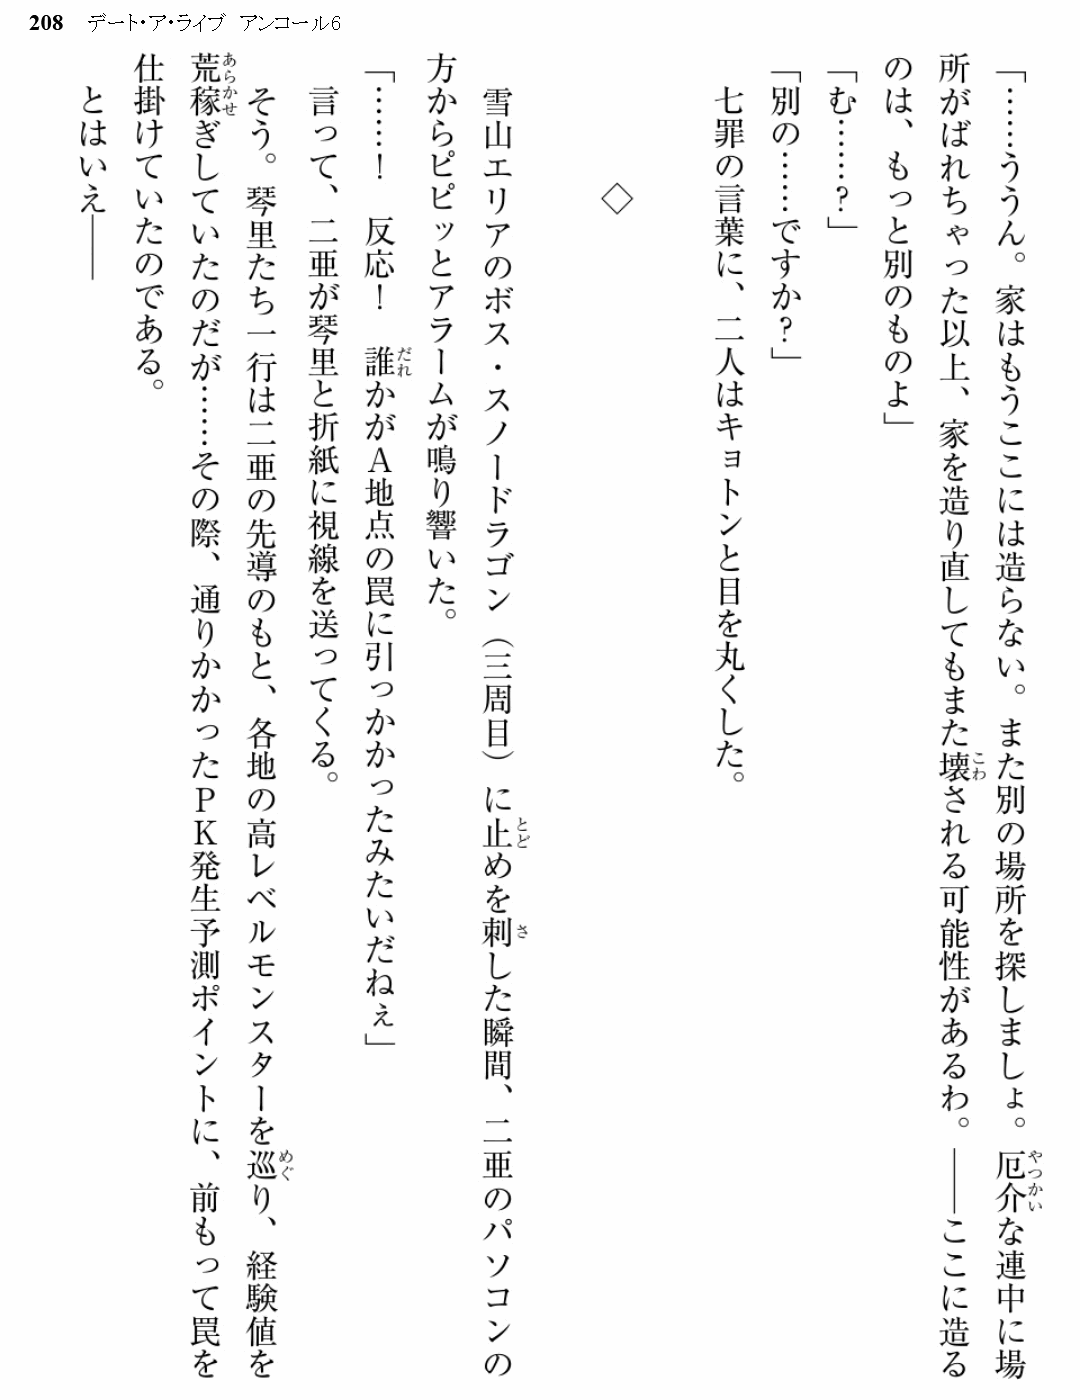 208 デート・ア・ライブ アンコール6
「……ううん。家はもうここには造らない。また別の場所を探しましょ。厄介な連中に場
所がばれちゃった以上、家を造り直してもまた壊される可能性があるわ。――ここに造る
のは、もっと別のものよ」
「む……?」
「別の……ですか?」
七罪の言葉に、二人はキョトンと目を丸くした。
◇
雪山エリアのボス・スノードラゴン（三周目）に止めを刺した瞬間、二亜のパソコンの
方からピピッとアラームが鳴り響いた。
「……！　反応！　誰かがA地点の罠に引っかかったみたいだねぇ」
言って、二亜が琴里と折紙に視線を送ってくる。
そう。琴里たち一行は二亜の先導のもと、各地の高レベルモンスターを巡り、経験値を
荒稼ぎしていたのだが……その際、通りかかったPK発生予測ポイントに、前もって罠を
仕掛けていたのである。
とはいえ――